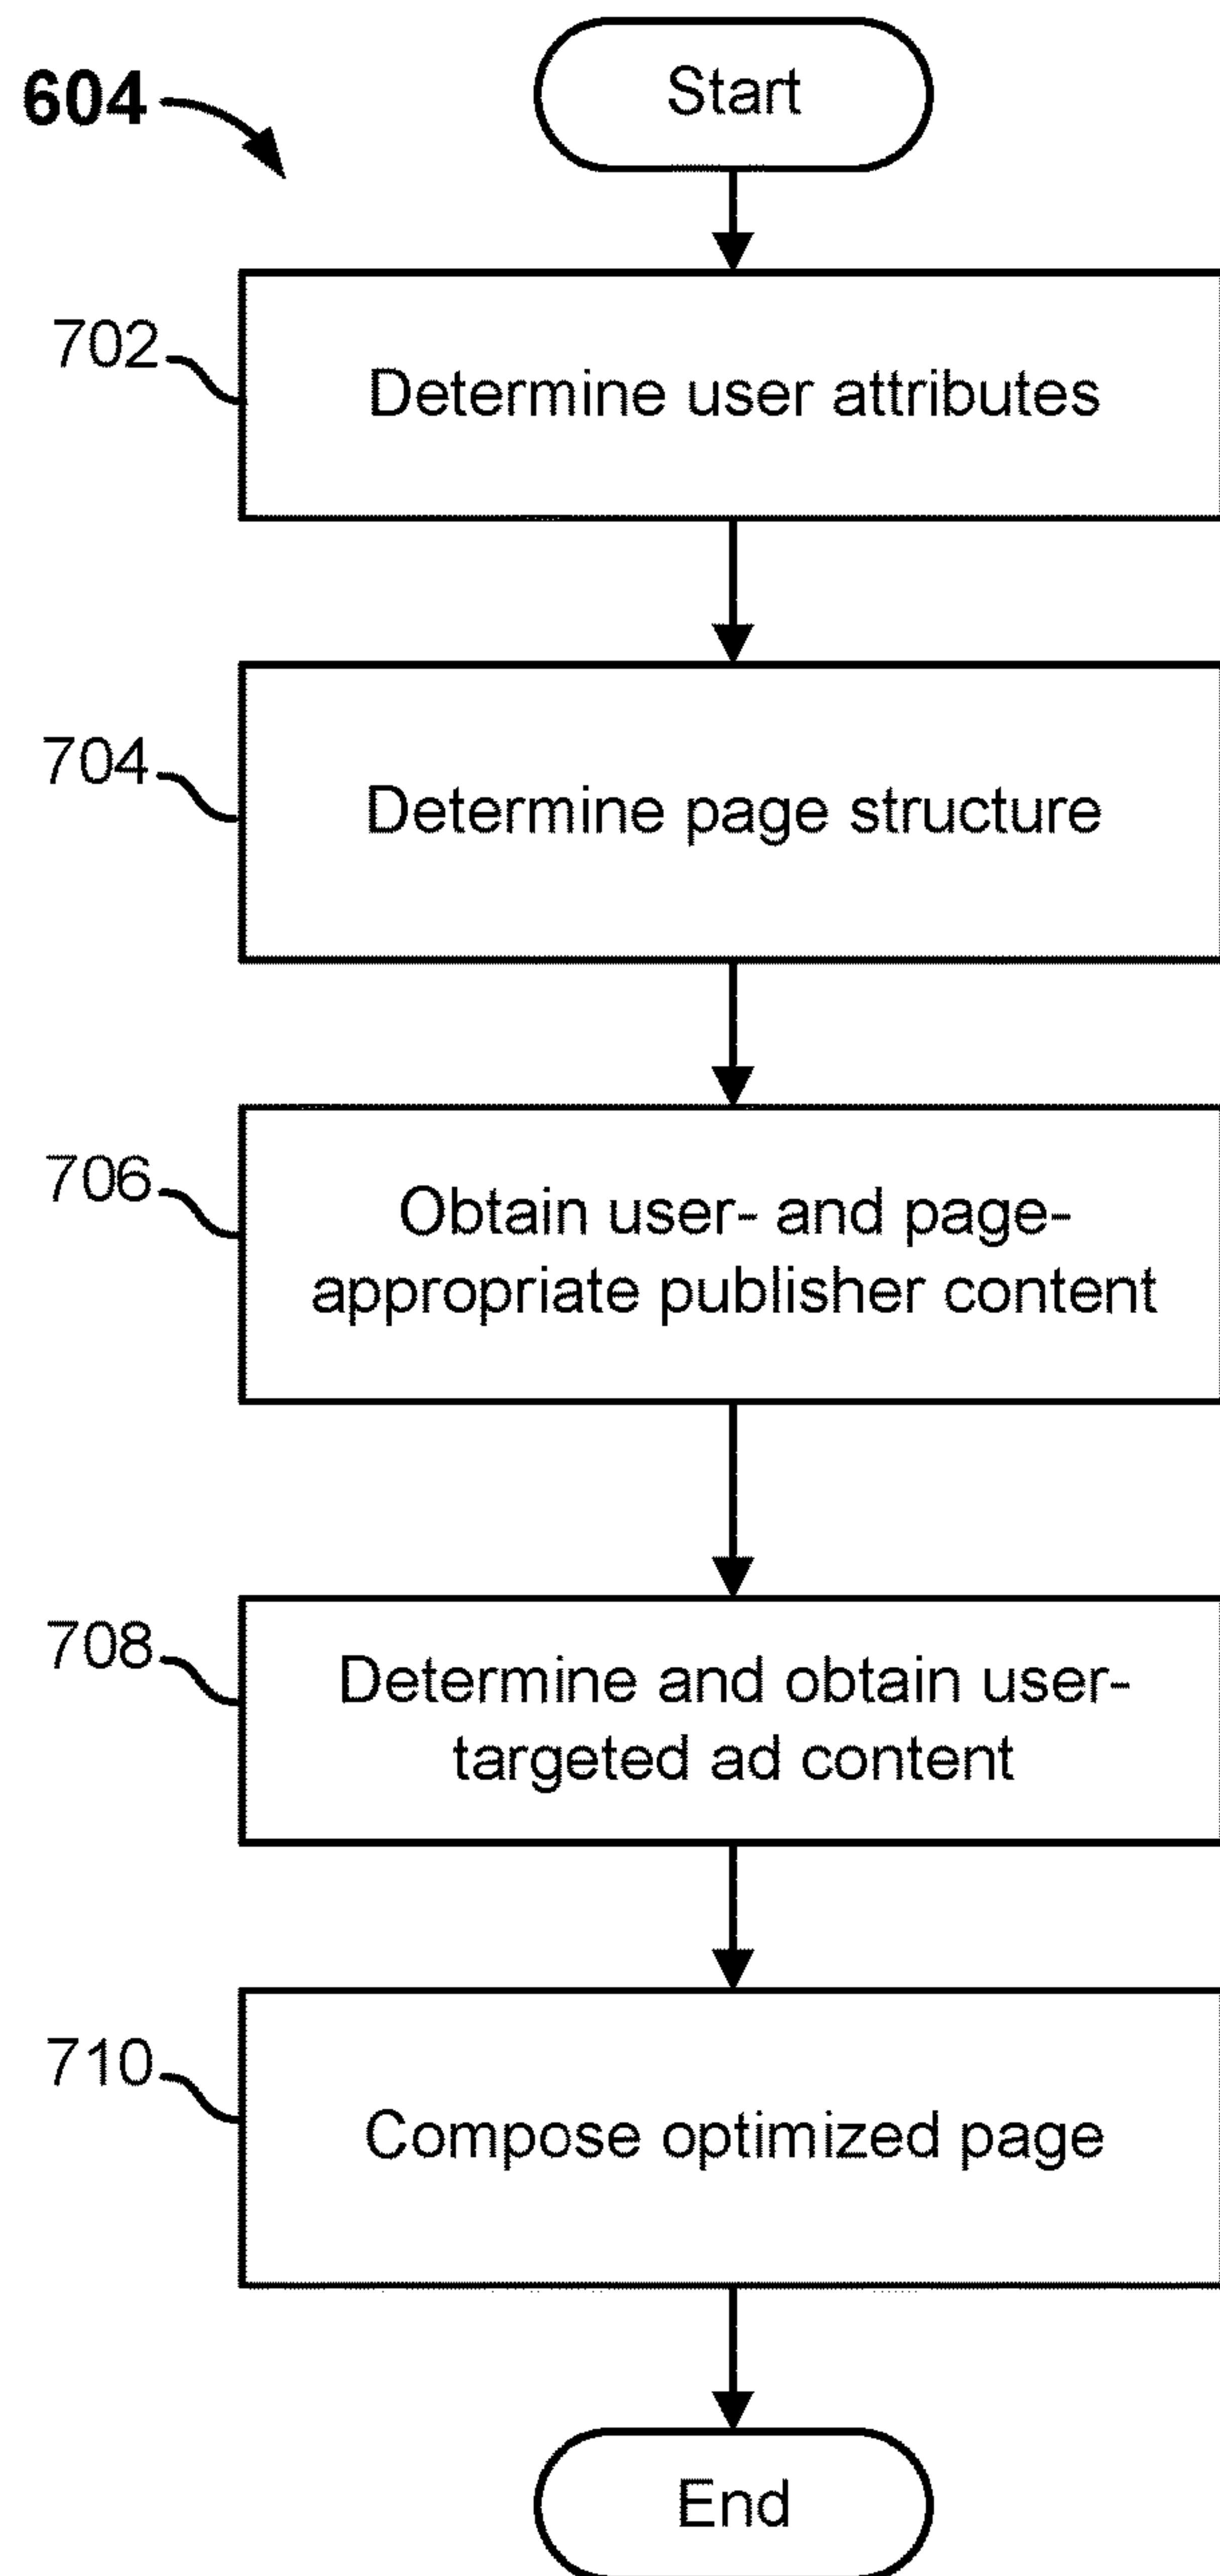 604
Start
702
Determine user attributes
704
Determine page structure
706
Obtain user- and page-
appropriate publisher content
708
Determine and obtain user-
targeted ad content
710
Compose optimized page
End